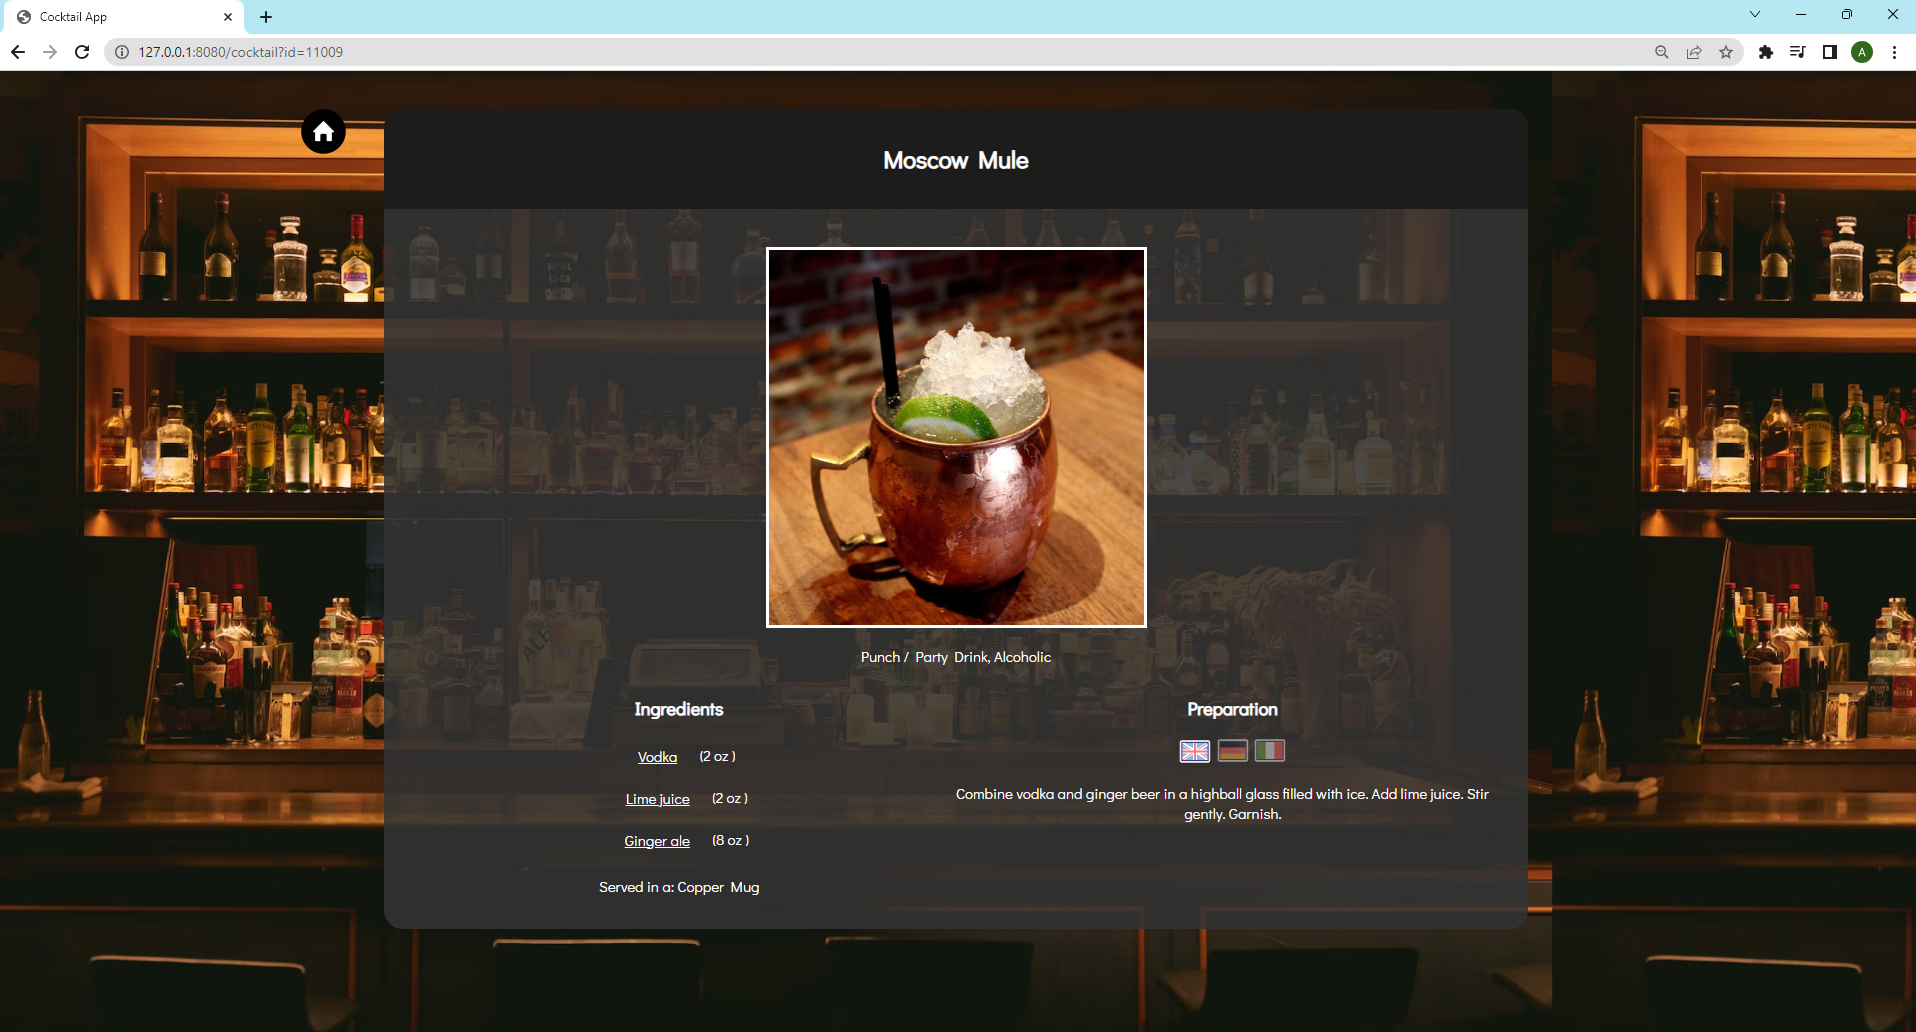 Cocktail App
127.0.0.1:8080/cocktail?id=11009
A
Moscow Mule
Punch / Party Drink, Alcoholic
Ingredients
Vodka (2 oz )
Lime juice (2 oz )
Ginger ale (8 oz )
Served in a: Copper Mug
Preparation
Combine vodka and ginger beer in a highball glass filled with ice. Add lime juice. Stir
gently. Garnish.
ALE